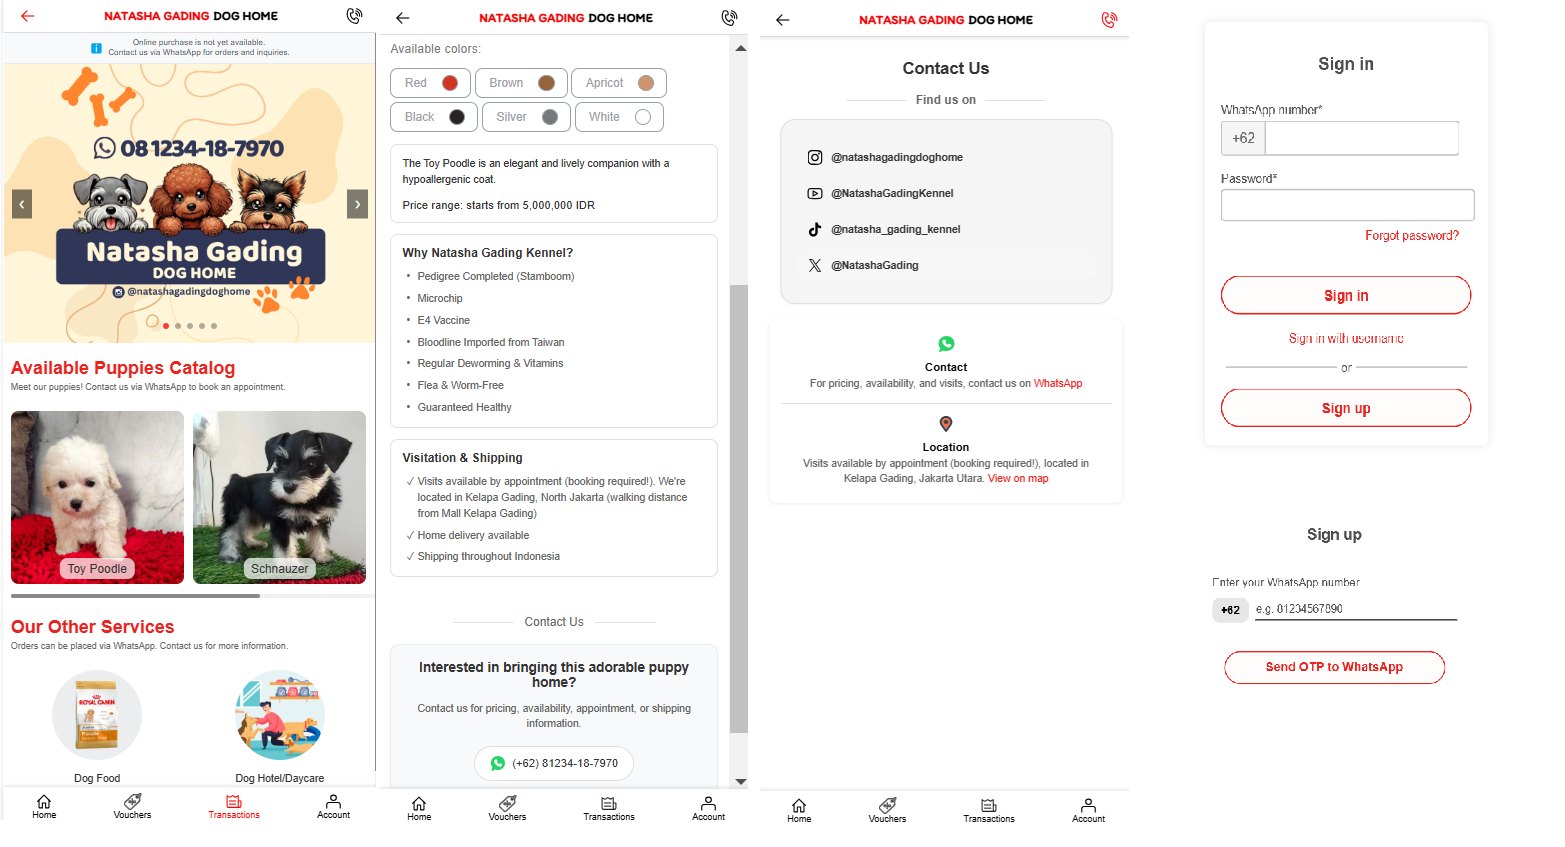 NATASHA GADING DOG HOME
Online purchase is not yet available.
Contact us via WhatsApp for orders and inquiries.
08 1234-18-7970
Natasha Gading
DOG HOME
@natashagadingdoghome
Available Puppies Catalog
Meet our puppies! Contact us via WhatsApp to book an appointment.
Toy Poodle
Schnauzer
Our Other Services
Orders can be placed via WhatsApp. Contact us for more information.
ROYAL CANIN
Poodle
Dog Food
Dog Hotel/Daycare
Home
Vouchers
Transactions
Account
NATASHA GADING DOG HOME
Available colors:
Red
Brown
Apricot
Black
Silver
White
The Toy Poodle is an elegant and lively companion with a
hypoallergenic coat.
Price range: starts from 5,000,000 IDR
Why Natasha Gading Kennel?
• Pedigree Completed (Stamboom)
• Microchip
• E4 Vaccine
• Bloodline Imported from Taiwan
• Regular Deworming & Vitamins
• Flea & Worm-Free
• Guaranteed Healthy
Visitation & Shipping
✓ Visits available by appointment (booking required!). We're
located in Kelapa Gading, North Jakarta (walking distance
from Mall Kelapa Gading)
✓ Home delivery available
✓ Shipping throughout Indonesia
Contact Us
Interested in bringing this adorable puppy
home?
Contact us for pricing, availability, appointment, or shipping
information.
(+62) 81234-18-7970
Home
Vouchers
Transactions
Account
NATASHA GADING DOG HOME
Contact Us
Find us on
@natashagadingdoghome
@NatashaGadingKennel
@natasha_gading_kennel
@NatashaGading
Contact
For pricing, availability, and visits, contact us on WhatsApp
Location
Visits available by appointment (booking required!), located in
Kelapa Gading, Jakarta Utara. View on map
Home
Vouchers
Transactions
Account
Sign in
WhatsApp number*
+62
Password*
Forgot password?
Sign in
Sign in with username
or
Sign up
Sign up
Enter your WhatsApp number
+62 e.g. 81234567890
Send OTP to WhatsApp